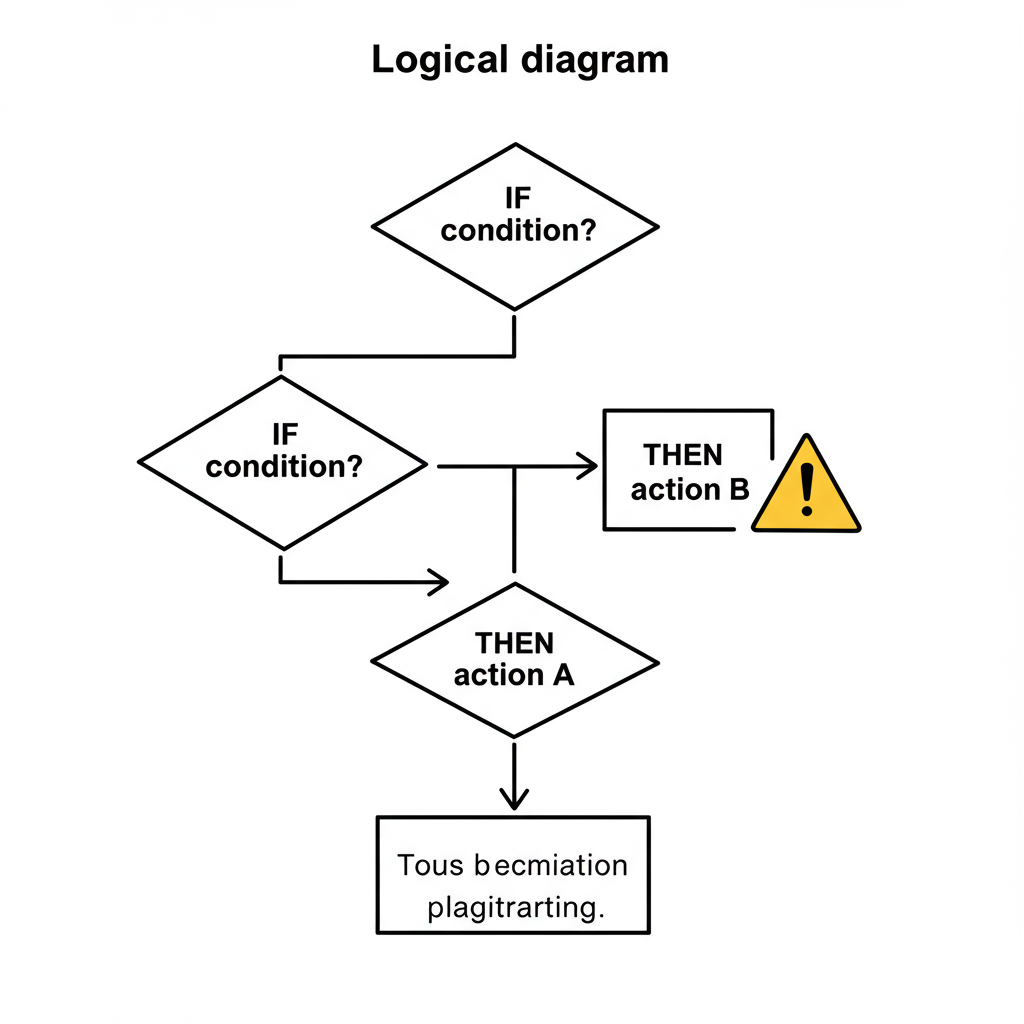 Logical diagram
IF
condition?
IF
condition?
THEN
action B
THEN
action A
Tous becmiation
plagitrarting.